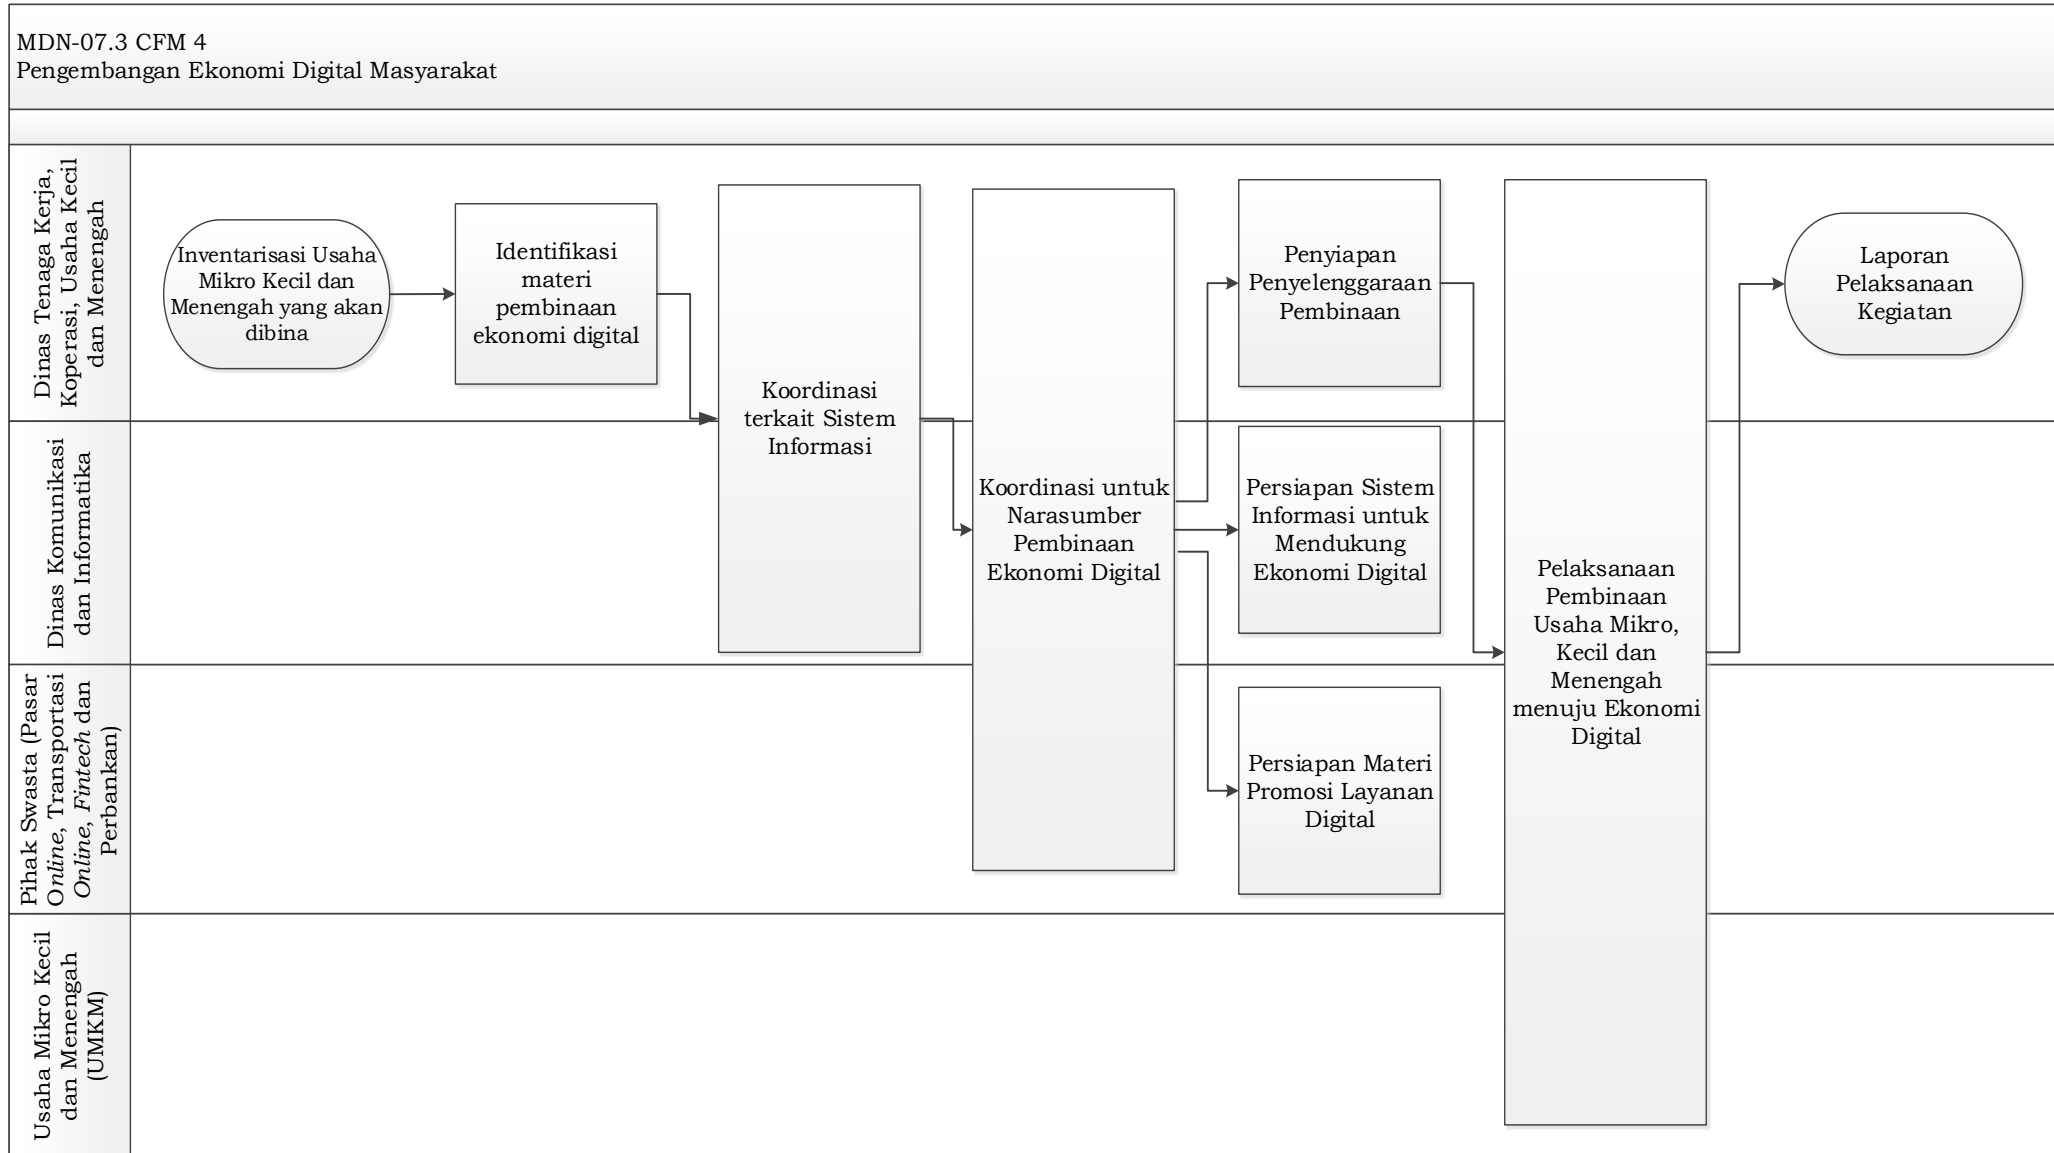 MDN-07.3 CFM 4
Pengembangan Ekonomi Digital Masyarakat
Dinas Tenaga Kerja,
Koperasi, Usaha Kecil
dan Menengah
Inventarisasi Usaha
Mikro Kecil dan
Menengah yang akan
dibina
Identifikasi
materi
pembinaan
ekonomi digital
Koordinasi
terkait Sistem
Informasi
Koordinasi untuk
Narasumber
Pembinaan
Ekonomi Digital
Penyiapan
Penyelenggaraan
Pembinaan
Pelaksanaan
Pembinaan
Usaha Mikro,
Kecil dan
Menengah
menuju Ekonomi
Digital
Laporan
Pelaksanaan
Kegiatan
Dinas Komunikasi
dan Informatika
Persiapan Sistem
Informasi untuk
Mendukung
Ekonomi Digital
Pihak Swasta (Pasar
Online, Transportasi
Online, Fintech dan
Perbankan)
Persiapan Materi
Promosi Layanan
Digital
Usaha Mikro Kecil
dan Menengah
(UMKM)